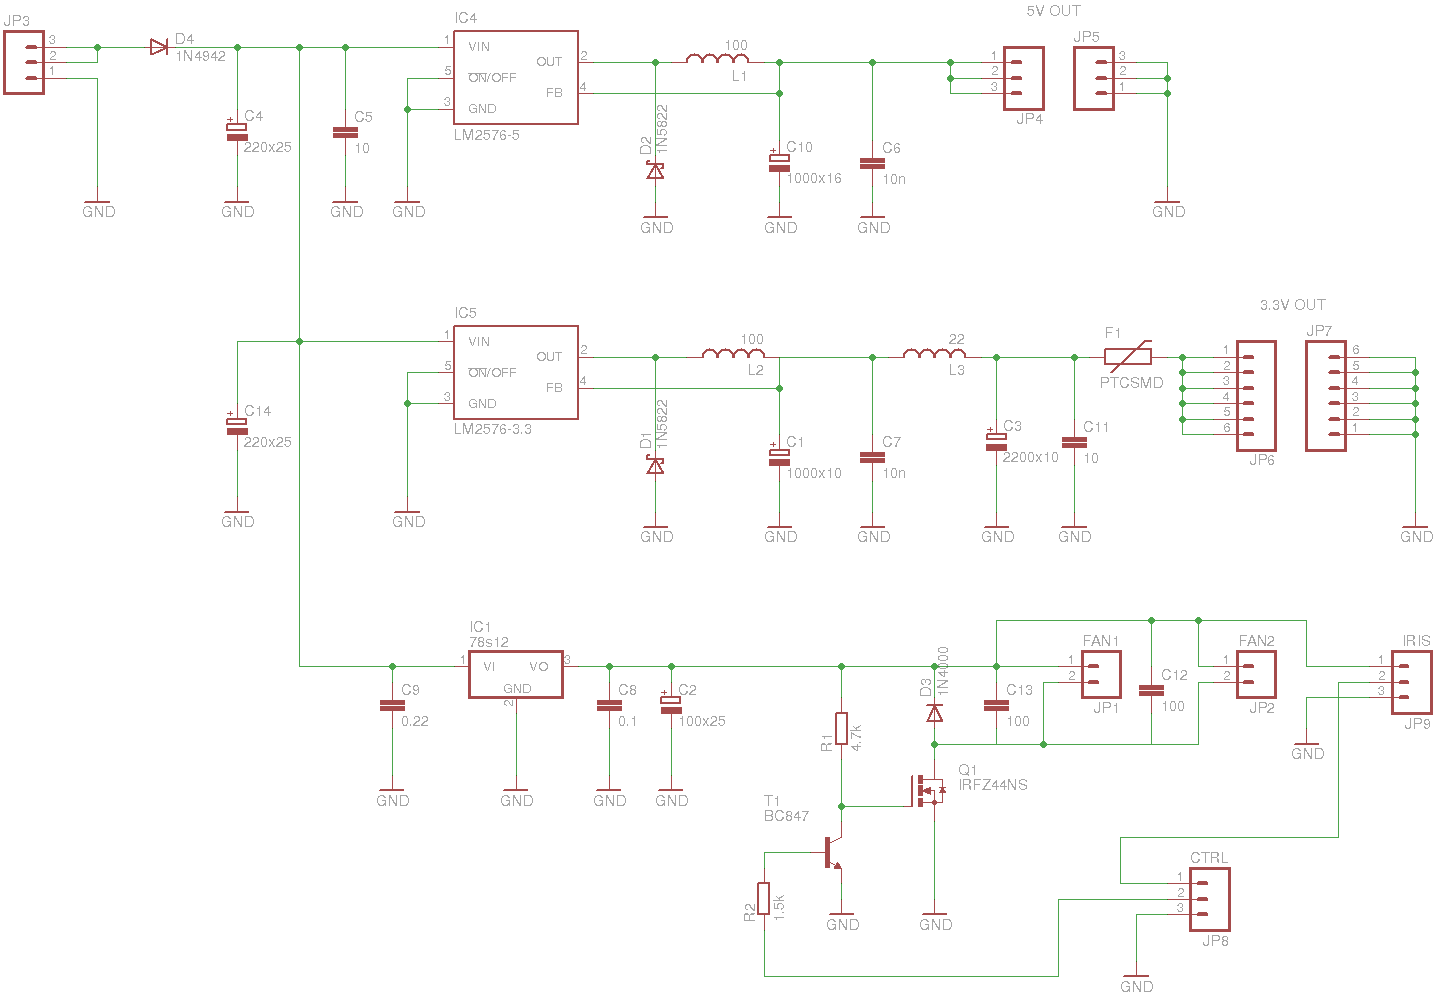 5V OUT
JP3
3
2
1
D4
1N4942
GND
C4
220x25
GND
C5
10
GND
IC4
1
VIN
5
ON/OFF
3
GND
OUT
2
FB
4
LM2576-5
GND
100
L1
D2
1N5822
GND
C10
1000x16
GND
C6
10n
GND
1
2
3
JP4
JP5
3
2
1
GND
3.3V OUT
C14
220x25
GND
IC5
1
VIN
5
ON/OFF
3
GND
OUT
2
FB
4
LM2576-3.3
GND
100
L2
D1
1N5822
GND
C1
1000x10
GND
C7
10n
GND
22
L3
C3
2200x10
GND
C11
10
GND
F1
PTCSMD
1
2
3
4
5
6
JP6
JP7
6
5
4
3
2
1
GND
C9
0.22
GND
IC1
78s12
1
VI
VO
3
GND
2
GND
C8
0.1
GND
C2
100x25
GND
R1
4.7k
D3
1N4000
C13
100
FAN1
1
2
JP1
C12
100
FAN2
1
2
JP2
IRIS
1
2
3
JP9
GND
Q1
IRFZ44NS
GND
T1
BC847
GND
R2
1.5k
CTRL
1
2
3
JP8
GND